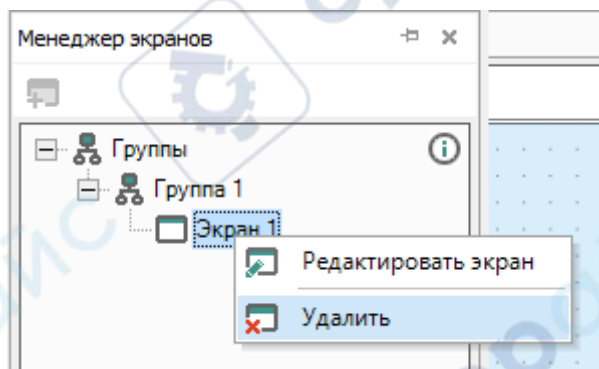 Менеджер экранов
Группы
Группа 1
Экран 1
Редактировать экран
Удалить